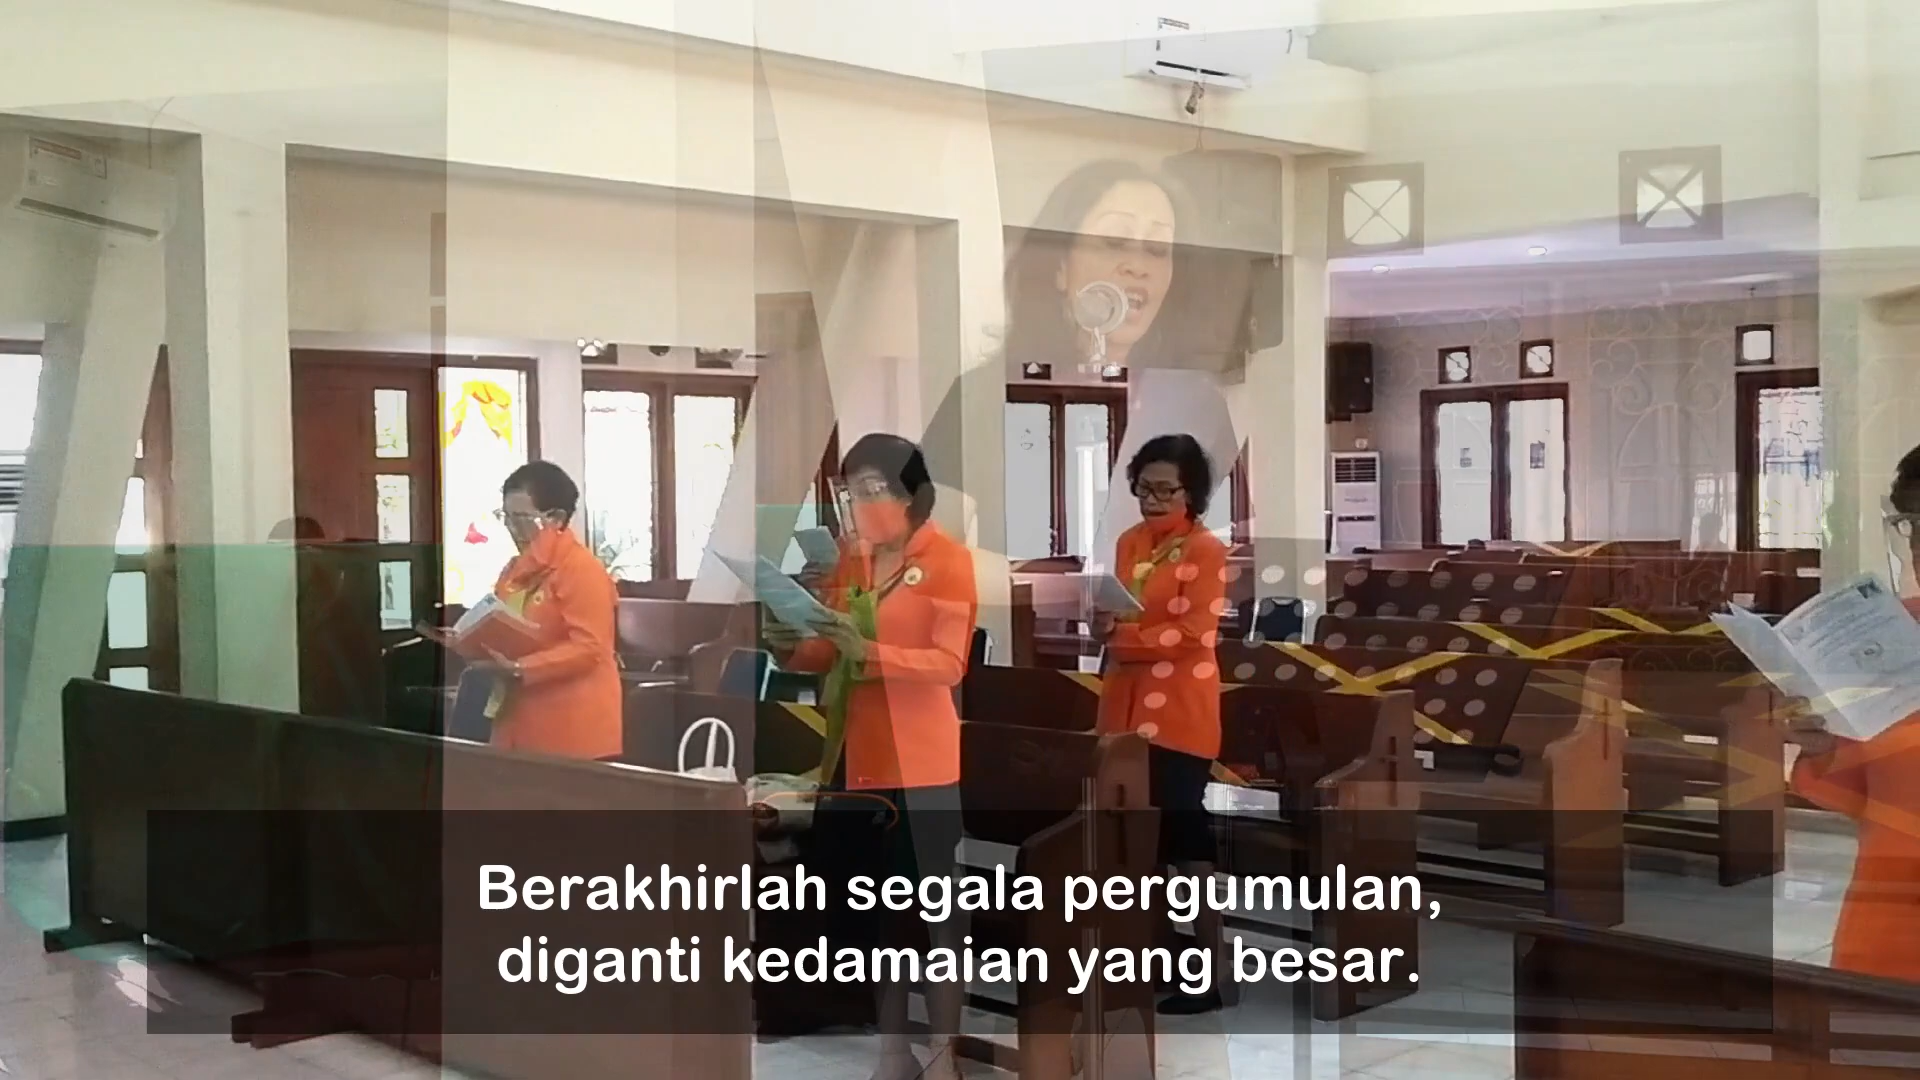 Berakhirlah segala pergumulan,
diganti kedamaian yang besar.